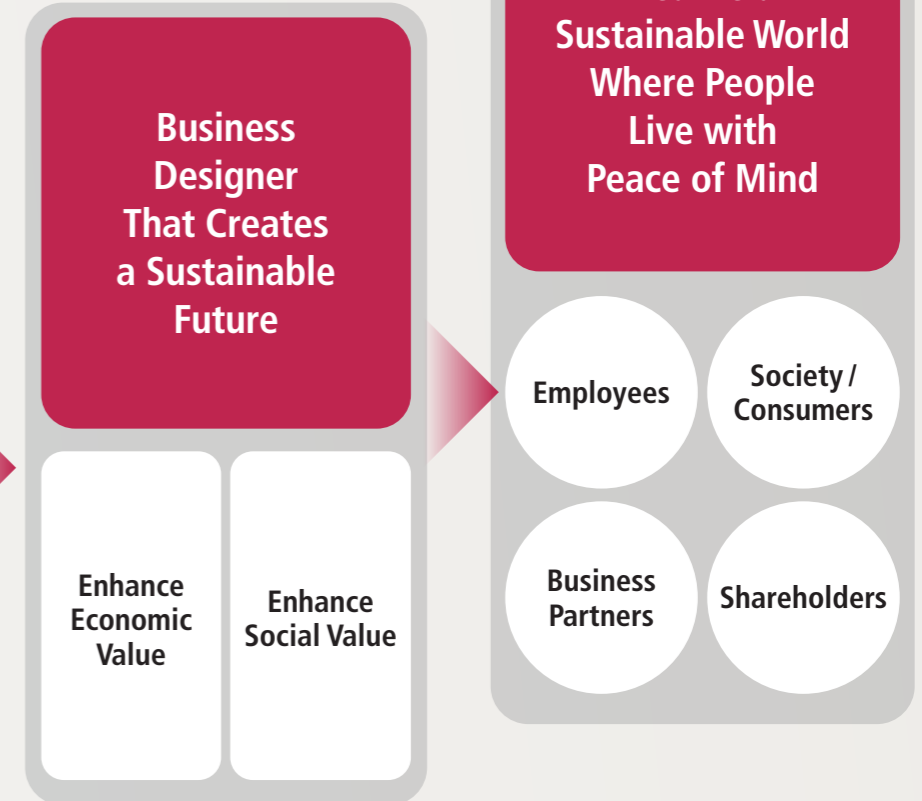 Business
Designer
That Creates
a Sustainable
Future
Enhance
Economic
Value
Enhance
Social Value
Sustainable World
Where People
Live with
Peace of Mind
Employees
Society /
Consumers
Business
Partners
Shareholders